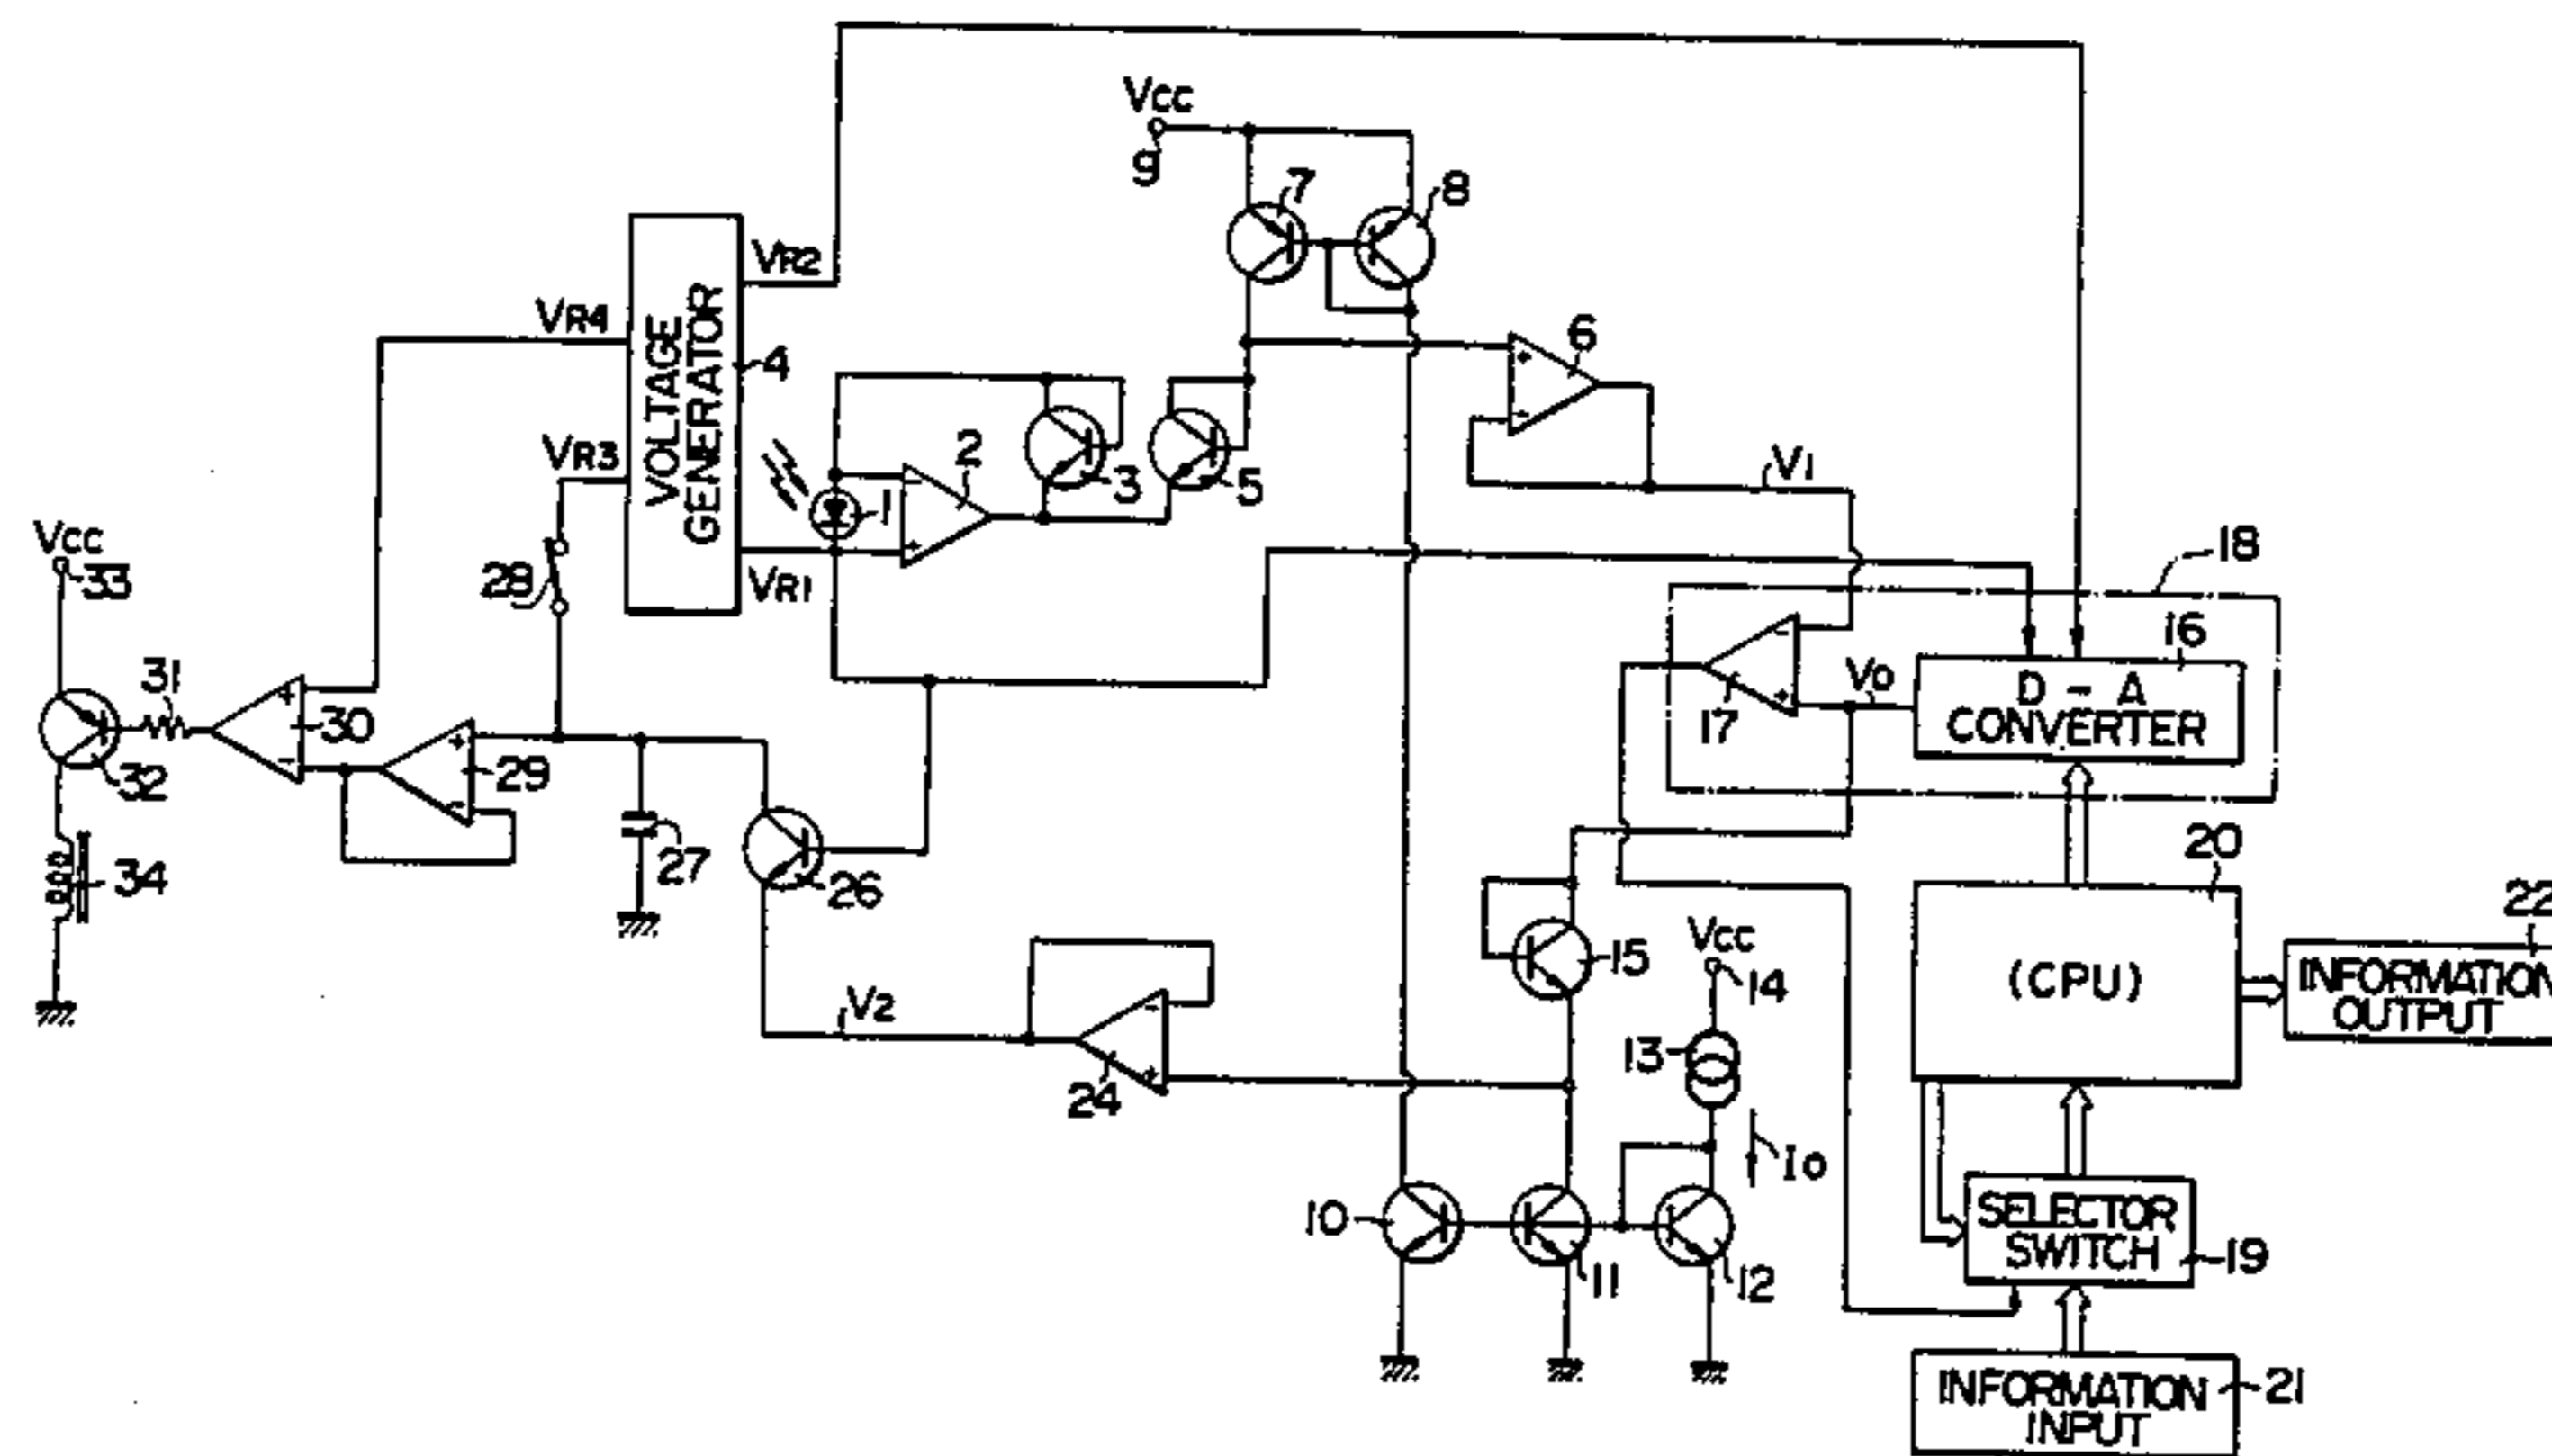 VCC
9
7
8
VR2
VR4
VOLTAGE
GENERATOR
4
6
VR3
2
3
5
1
V1
VCC
33
28
VR1
18
16
31
30
17
VO
D - A
CONVERTER
32
29
34
27
26
20
22
VCC
14
15
(CPU)
INFORMATION
OUTPUT
V2
24
13
IO
10
11
12
SELECTOR
SWITCH
19
INFORMATION
INPUT
21